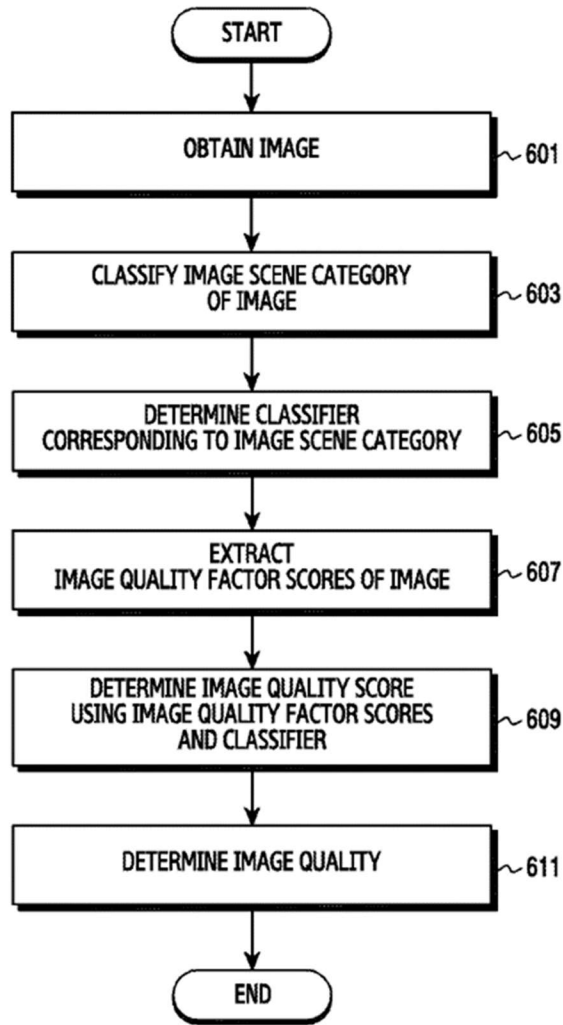 START
OBTAIN IMAGE
601
CLASSIFY IMAGE SCENE CATEGORY
OF IMAGE
603
DETERMINE CLASSIFIER
CORRESPONDING TO IMAGE SCENE CATEGORY
605
EXTRACT
IMAGE QUALITY FACTOR SCORES OF IMAGE
607
DETERMINE IMAGE QUALITY SCORE
USING IMAGE QUALITY FACTOR SCORES
AND CLASSIFIER
609
DETERMINE IMAGE QUALITY
611
END